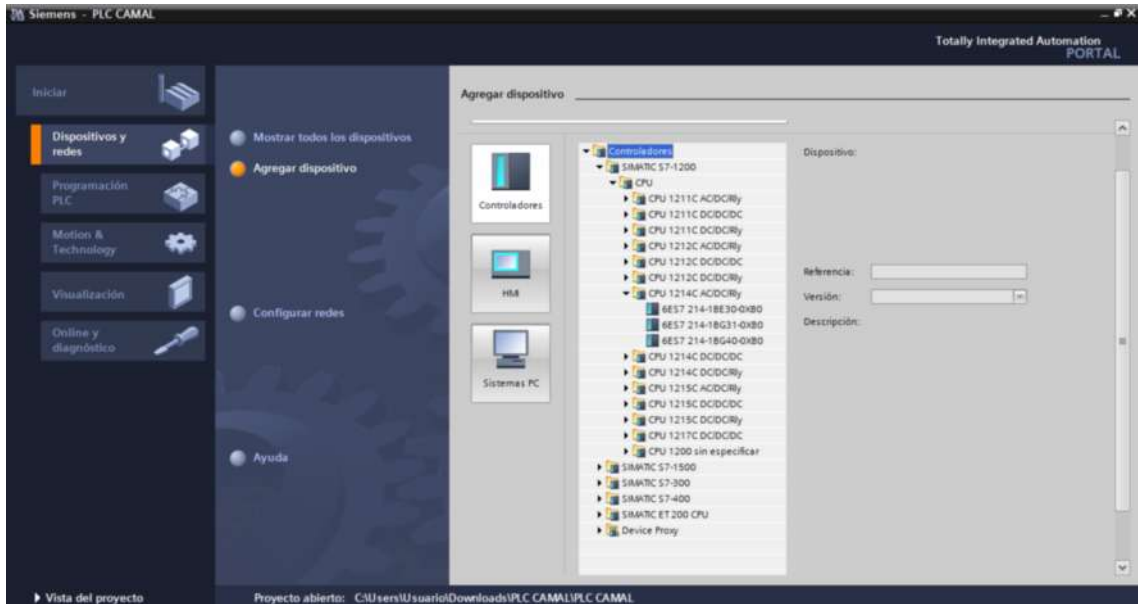 Siemens - PLC CAMAL
Totally Integrated Automation
PORTAL
Iniciar
Dispositivos y
redes
Programación
PLC
Motion &
Technology
Visualización
Online y
diagnóstico
Mostrar todos los dispositivos
Agregar dispositivo
Configurar redes
Ayuda
Agregar dispositivo
Controladores
HMI
Sistemas PC
Controladores
SIMATIC S7-1200
CPU
CPU 1211C AC/DC/Rly
CPU 1211C DC/DC/DC
CPU 1211C DC/DC/Rly
CPU 1212C AC/DC/Rly
CPU 1212C DC/DC/DC
CPU 1212C DC/DC/Rly
CPU 1214C AC/DC/Rly
6ES7 214-1BE30-0XB0
6ES7 214-1BG31-0XB0
6ES7 214-1BG40-0XB0
CPU 1214C DC/DC/DC
CPU 1214C DC/DC/Rly
CPU 1215C AC/DC/Rly
CPU 1215C DC/DC/DC
CPU 1215C DC/DC/Rly
CPU 1217C DC/DC/DC
CPU 1200 sin especificar
SIMATIC S7-1500
SIMATIC S7-300
SIMATIC S7-400
SIMATIC ET 200 CPU
Device Proxy
Dispositivo:
Referencia:
Versión:
Descripción:
Vista del proyecto
Proyecto abierto: C:\Users\Usuario\Downloads\PLC CAMAL\PLC CAMAL